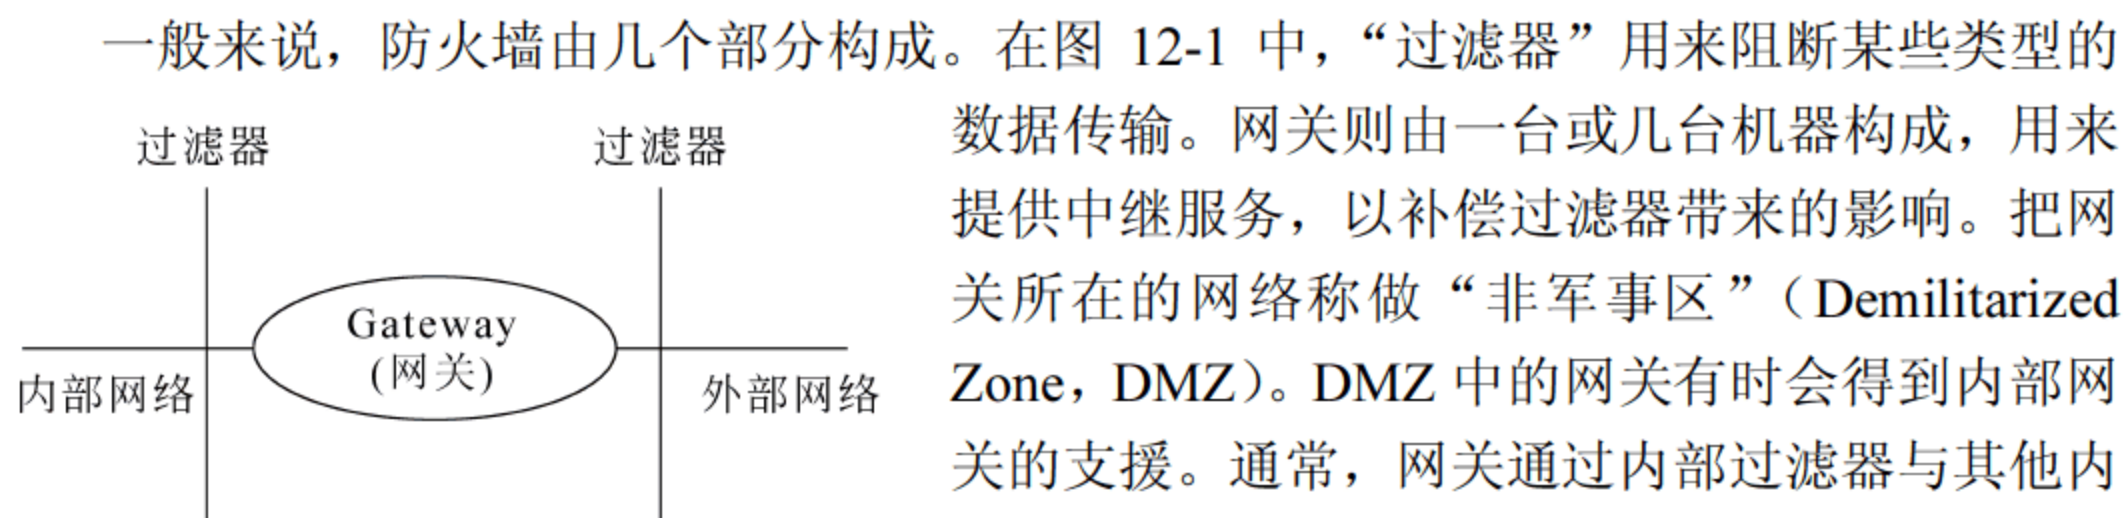 一般来说，防火墙由几个部分构成。在图 12-1 中，“过滤器”用来阻断某些类型的
数据传输。网关则由一台或几台机器构成，用来
提供中继服务，以补偿过滤器带来的影响。把网
关所在的网络称做“非军事区”（Demilitarized
Zone，DMZ）。DMZ 中的网关有时会得到内部网
关的支援。通常，网关通过内部过滤器与其他内
过滤器
过滤器
Gateway
(网关)
内部网络
外部网络